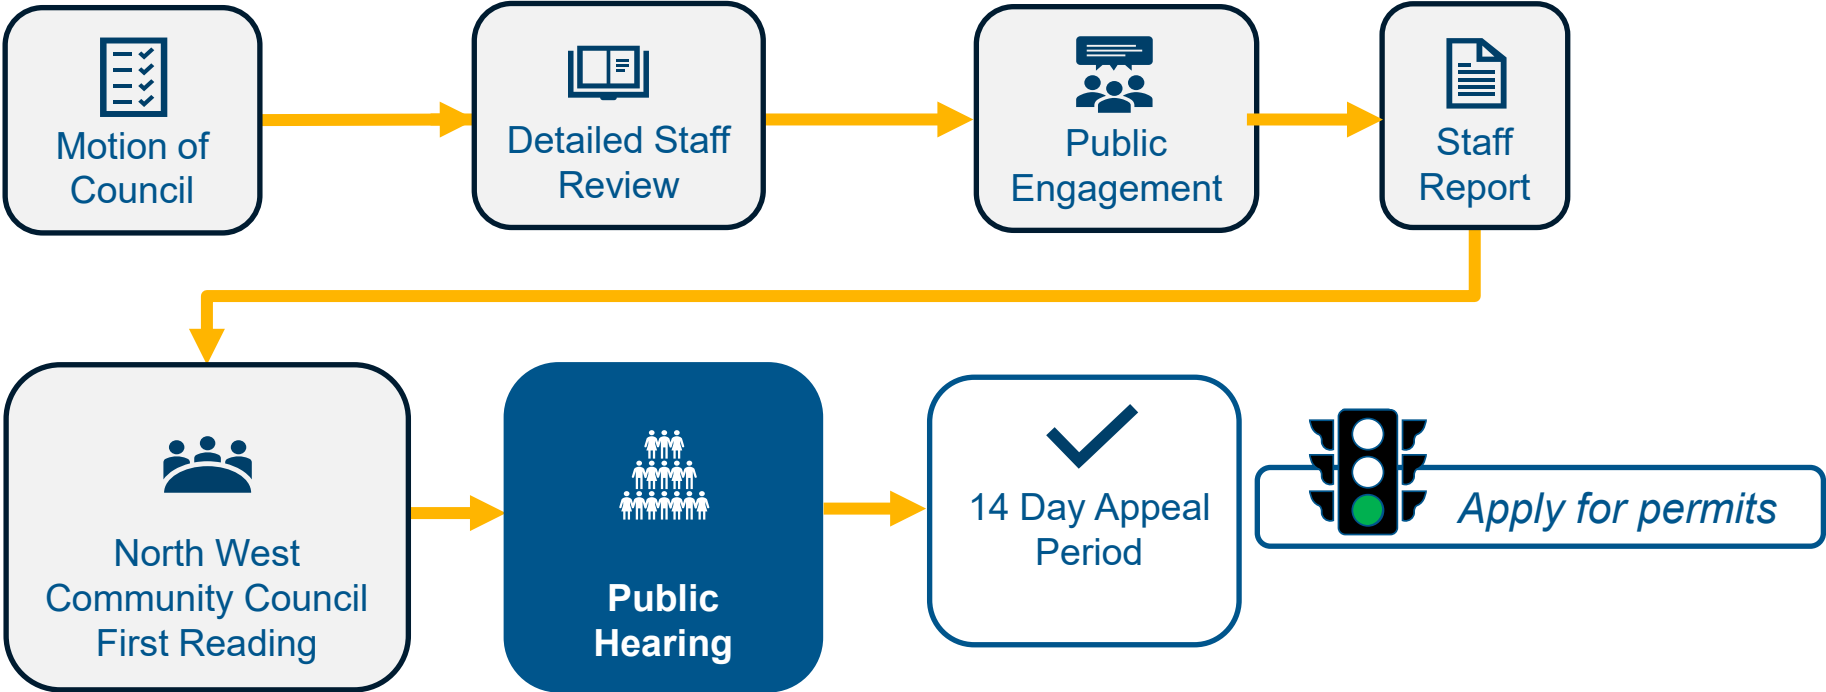 Motion of
Council
Detailed Staff
Review
Public
Engagement
Staff
Report
North West
Community Council
First Reading
Public
Hearing
14 Day Appeal
Period
Apply for permits